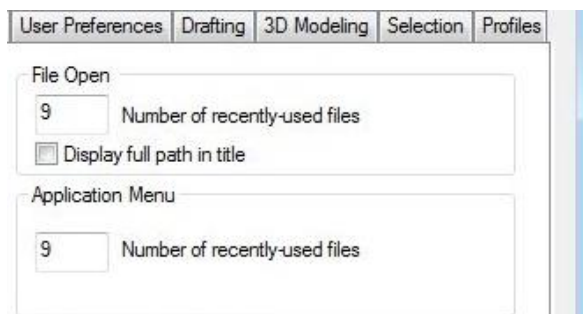 User Preferences Drafting 3D Modeling Selection Profiles
File Open
9 Number of recently-used files
Display full path in title
Application Menu
9 Number of recently-used files